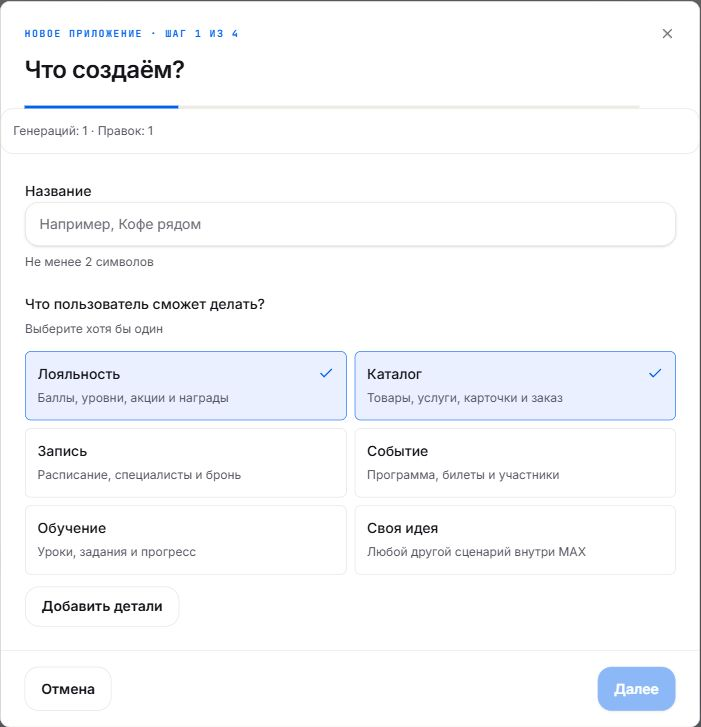 НОВОЕ ПРИЛОЖЕНИЕ · ШАГ 1 ИЗ 4
Что создаём?
Генераций: 1 · Правок: 1
Название
Например, Кофе рядом
Не менее 2 символов
Что пользователь сможет делать?
Выберите хотя бы один
Лояльность
Баллы, уровни, акции и награды
Каталог
Товары, услуги, карточки и заказ
Запись
Расписание, специалисты и бронь
Событие
Программа, билеты и участники
Обучение
Уроки, задания и прогресс
Своя идея
Любой другой сценарий внутри MAX
Добавить детали
Отмена
Далее